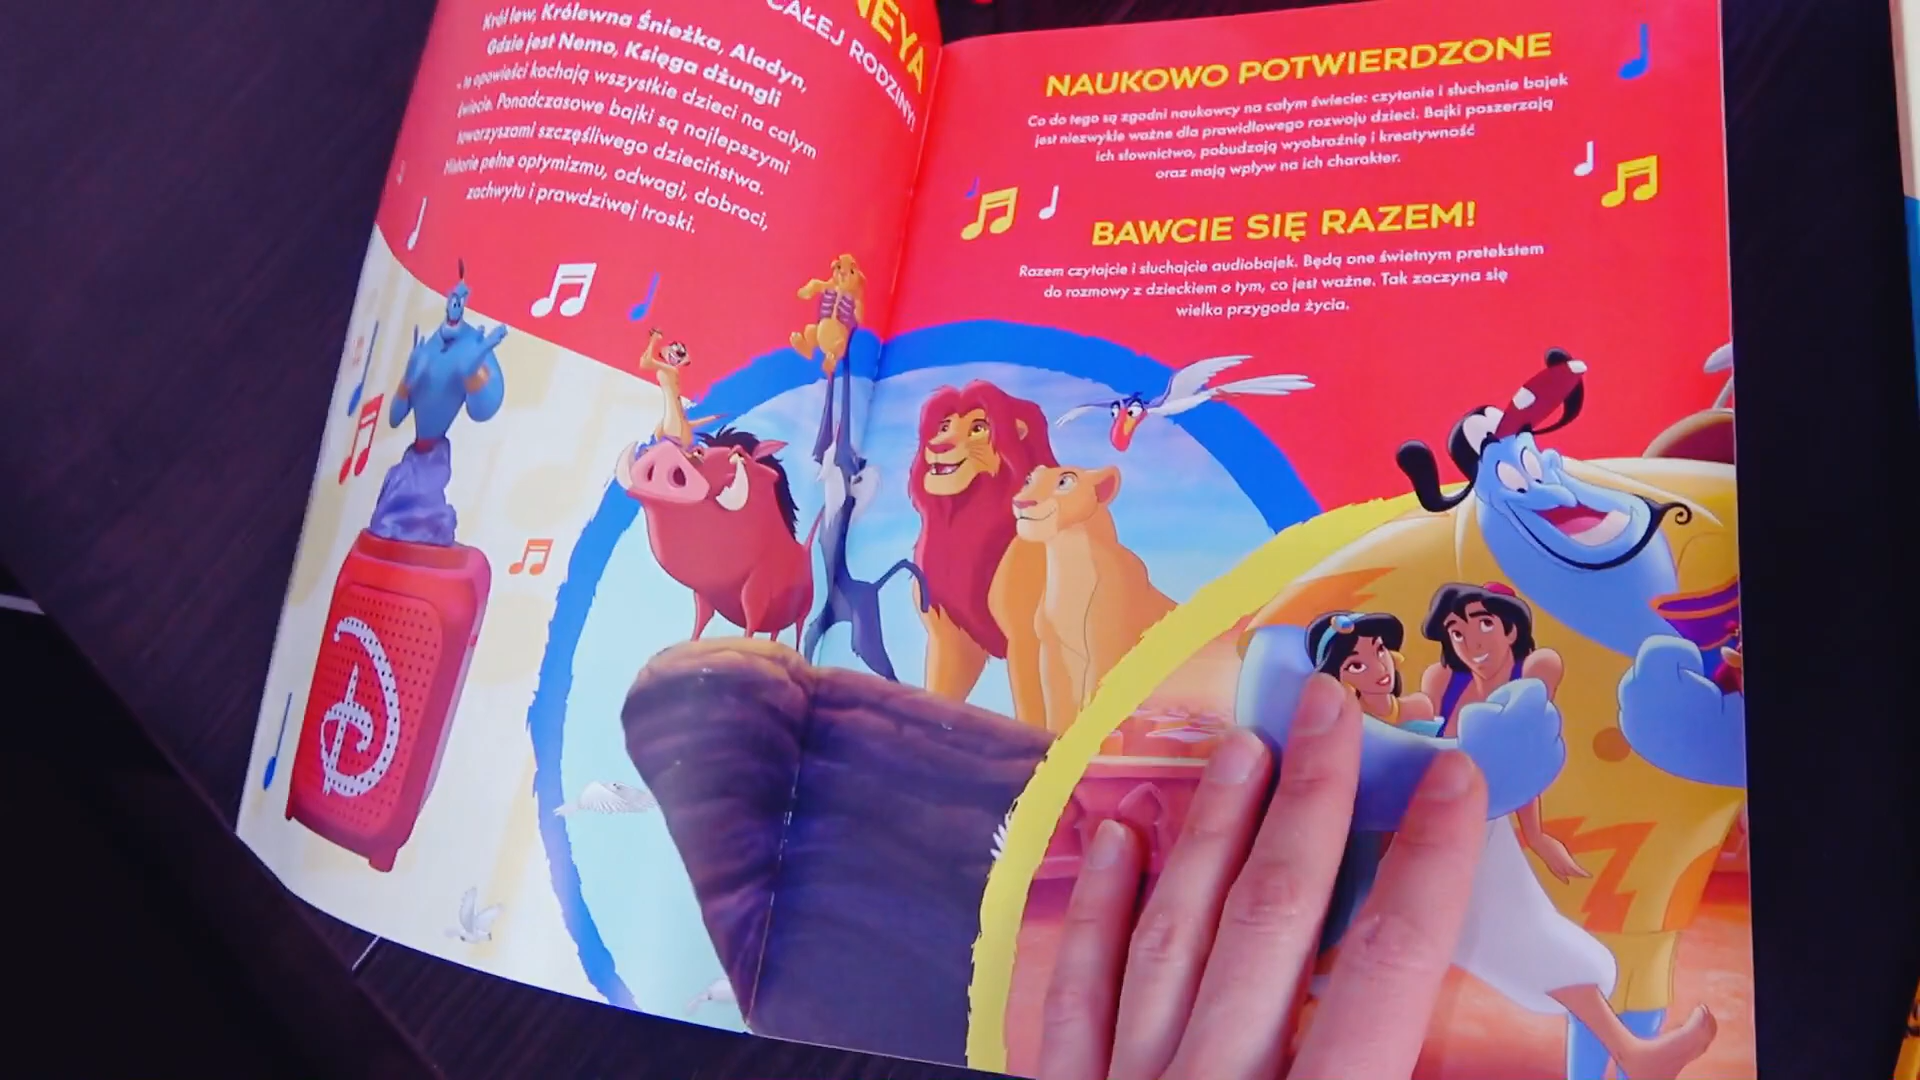 NEYA
CAŁEJ RODZINY!
Król lew, Królewna Śnieżka, Aladyn,
Gdzie jest Nemo, Księga dżungli
- te opowieści kochają wszystkie dzieci na całym
świecie. Ponadczasowe bajki są najlepszymi
towarzyszami szczęśliwego dzieciństwa.
Historie pełne optymizmu, odwagi, dobroci,
zachwytu i prawdziwej troski.
NAUKOWO POTWIERDZONE
Co do tego są zgodni naukowcy na całym świecie: czytanie i słuchanie bajek
jest niezwykle ważne dla prawidłowego rozwoju dzieci. Bajki poszerzają
ich słownictwo, pobudzają wyobraźnię i kreatywność
oraz mają wpływ na ich charakter.
BAWCIE SIĘ RAZEM!
Razem czytajcie i słuchajcie audiobajek. Będą one świetnym pretekstem
do rozmowy z dzieckiem o tym, co jest ważne. Tak zaczyna się
wielka przygoda życia.
D